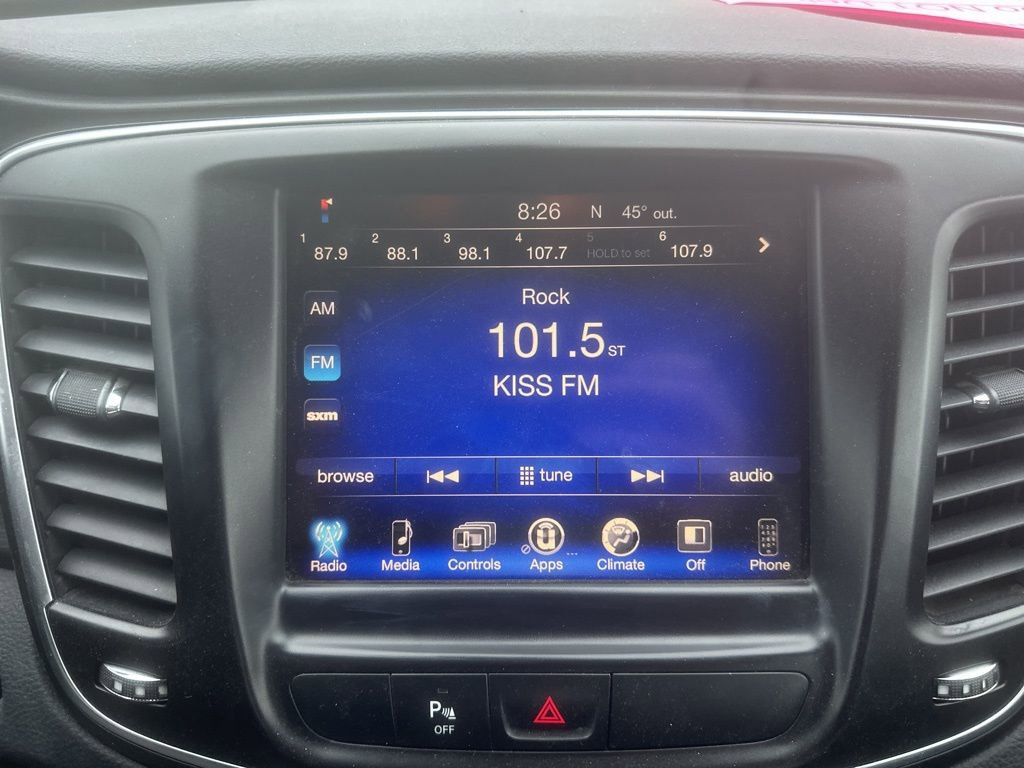 8:26 N 45° out.
1 87.9 2 88.1 3 98.1 4 107.7 5 HOLD to set 6 107.9
AM
Rock
101.5 ST
FM
KISS FM
sxm
browse tune audio
Radio Media Controls Apps Climate Off Phone
P OFF